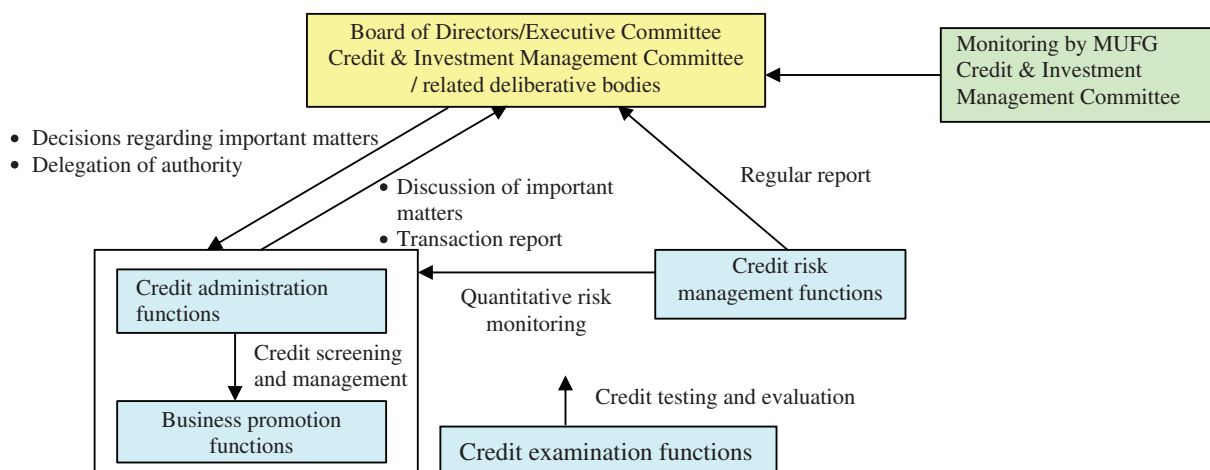 Board of Directors/Executive Committee
Credit & Investment Management Committee
/ related deliberative bodies
Monitoring by MUFG
Credit & Investment
Management Committee
• Decisions regarding important matters
• Delegation of authority
• Discussion of important
matters
• Transaction report
Regular report
Credit administration
functions
Credit risk
management functions
Quantitative risk
monitoring
Credit screening
and management
Business promotion
functions
Credit testing and evaluation
Credit examination functions